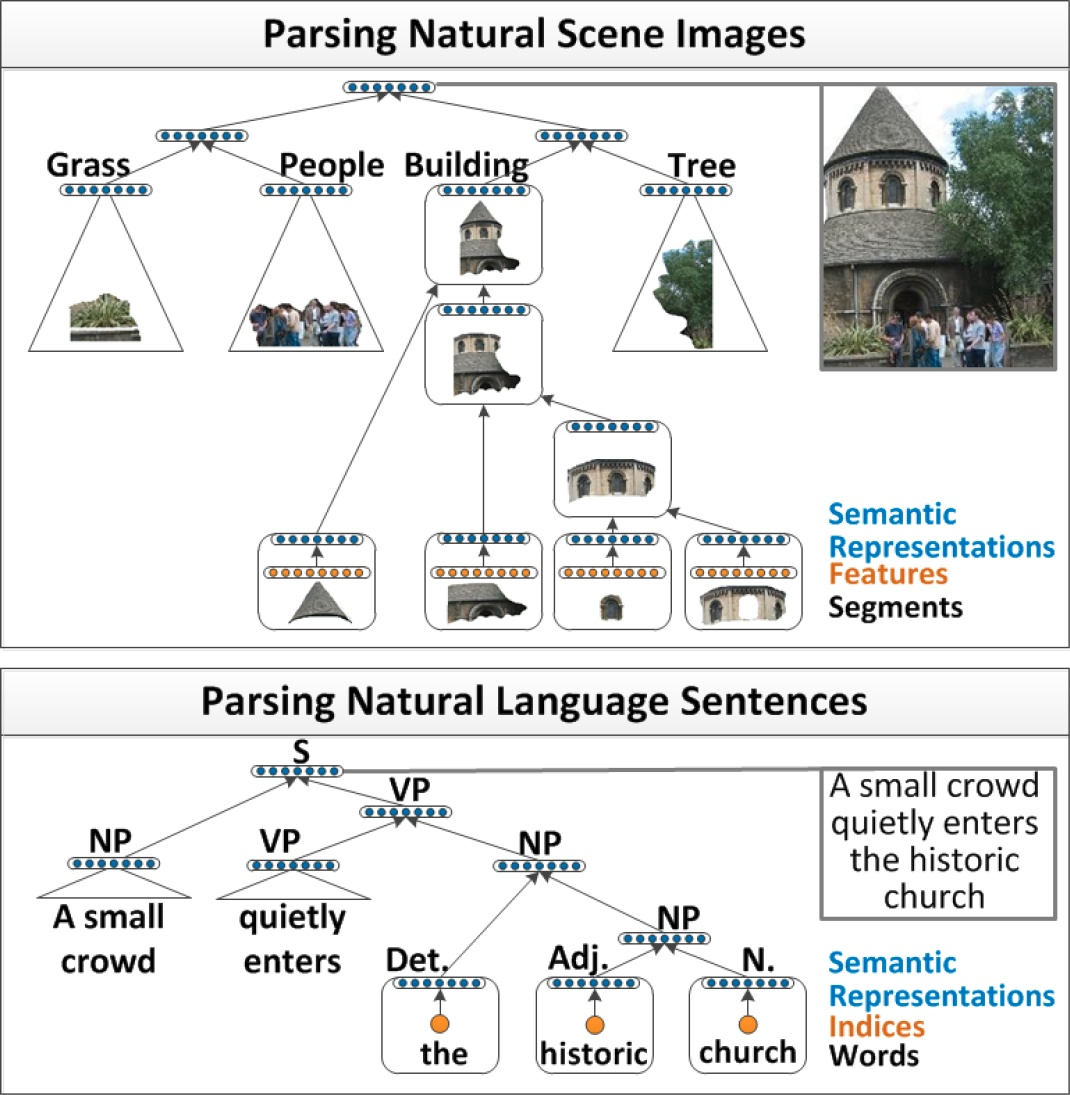 Parsing Natural Scene Images
Grass
People
Building
Tree
Semantic
Representations
Features
Segments
Parsing Natural Language Sentences
S
VP
NP
VP
NP
A small
crowd
quietly
enters
NP
Det.
Adj.
N.
the
historic
church
A small crowd
quietly enters
the historic
church
Semantic
Representations
Indices
Words